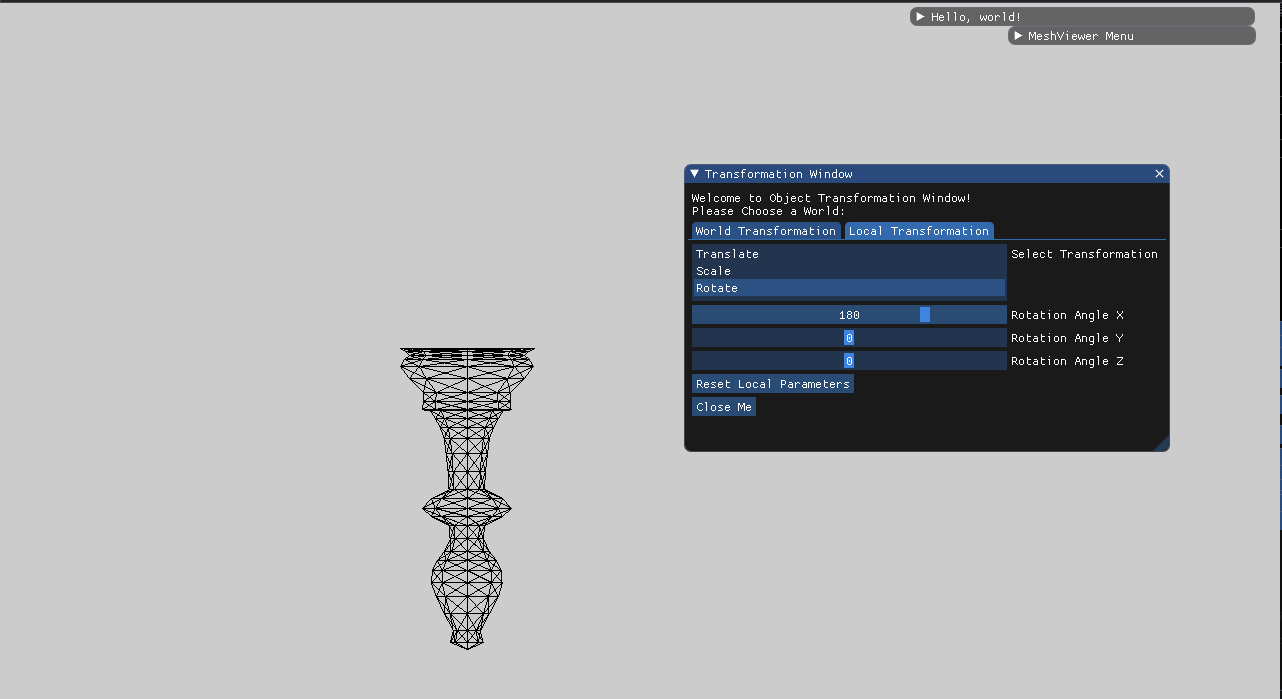 Hello, world!
MeshViewer Menu
Transformation Window
Welcome to Object Transformation Window!
Please Choose a World:
World Transformation Local Transformation
Translate Select Transformation
Scale
Rotate
180 Rotation Angle X
0 Rotation Angle Y
0 Rotation Angle Z
Reset Local Parameters
Close Me